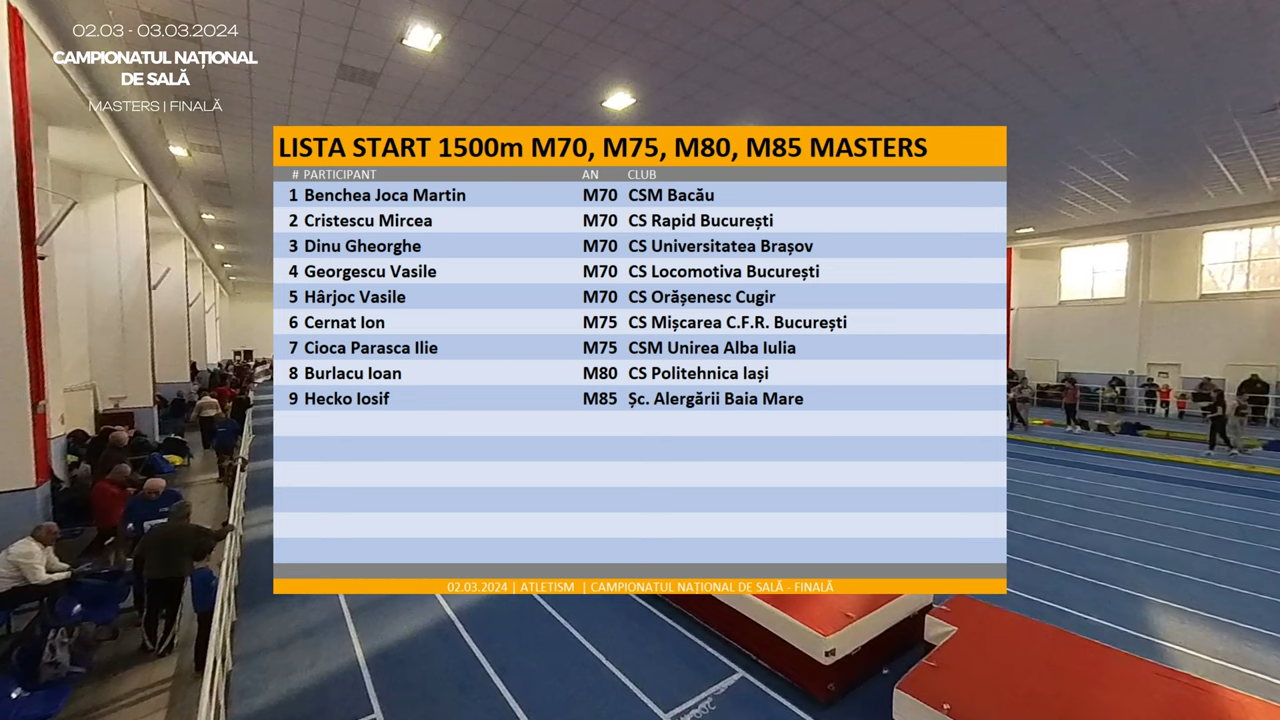 02.03 - 03.03.2024
CAMPIONATUL NAȚIONAL
DE SALĂ
MASTERS | FINALĂ
LISTA START 1500m M70, M75, M80, M85 MASTERS
# PARTICIPANT AN CLUB
1 Benchea Joca Martin M70 CSM Bacău
2 Cristescu Mircea M70 CS Rapid București
3 Dinu Gheorghe M70 CS Universitatea Brașov
4 Georgescu Vasile M70 CS Locomotiva București
5 Hârjoc Vasile M70 CS Orășenesc Cugir
6 Cernat Ion M75 CS Mișcarea C.F.R. București
7 Cioca Parasca Ilie M75 CSM Unirea Alba Iulia
8 Burlacu Ioan M80 CS Politehnica Iași
9 Hecko Iosif M85 Șc. Alergării Baia Mare
02.03.2024 | ATLETISM | CAMPIONATUL NAȚIONAL DE SALĂ - FINALĂ